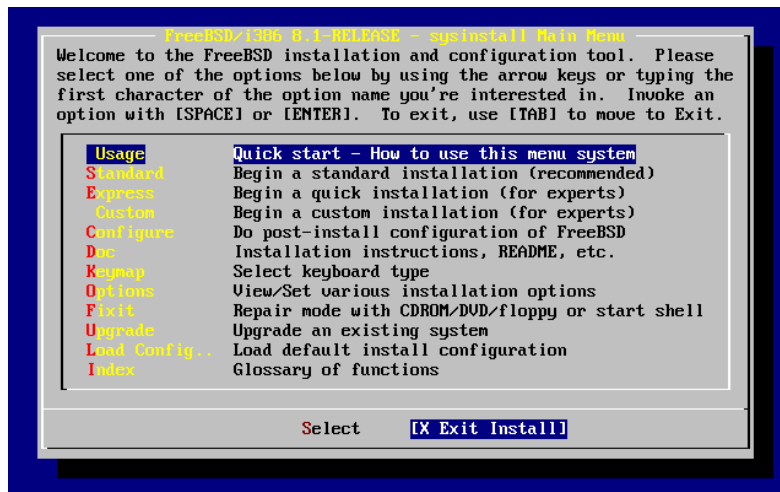 FreeBSD/i386 8.1-RELEASE - sysinstall Main Menu
Welcome to the FreeBSD installation and configuration tool.  Please
select one of the options below by using the arrow keys or typing the
first character of the option name you're interested in.  Invoke an
option with [SPACE] or [ENTER].  To exit, use [TAB] to move to Exit.
Usage Quick start - How to use this menu system
Standard Begin a standard installation (recommended)
Express Begin a quick installation (for experts)
Custom Begin a custom installation (for experts)
Configure Do post-install configuration of FreeBSD
Doc Installation instructions, README, etc.
Keymap Select keyboard type
Options View/Set various installation options
Fixit Repair mode with CDROM/DVD/floppy or start shell
Upgrade Upgrade an existing system
Load Config.. Load default install configuration
Index Glossary of functions
Select [X Exit Install]